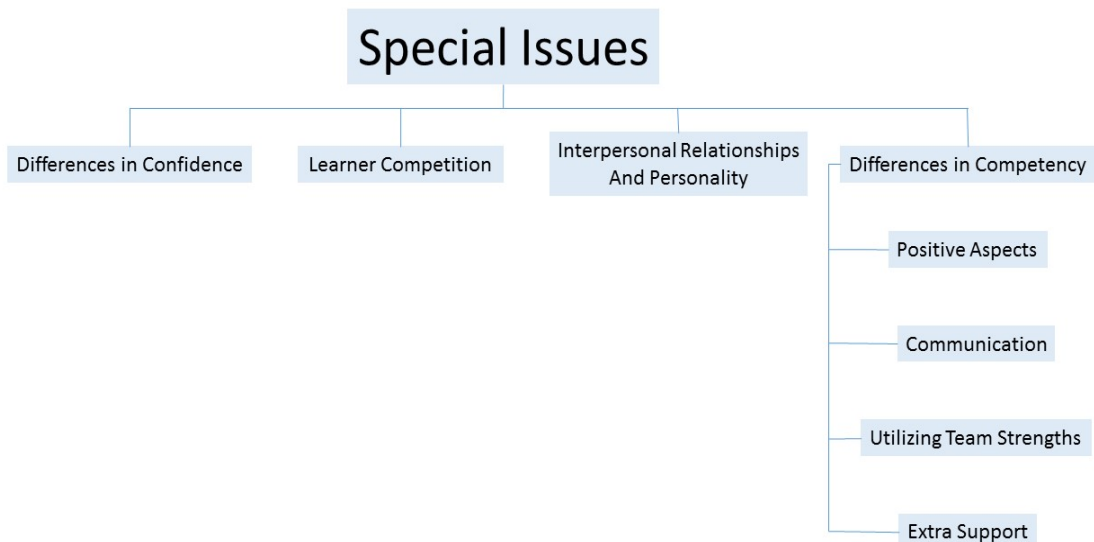 Special Issues
Differences in Confidence
Learner Competition
Interpersonal Relationships
And Personality
Differences in Competency
Positive Aspects
Communication
Utilizing Team Strengths
Extra Support